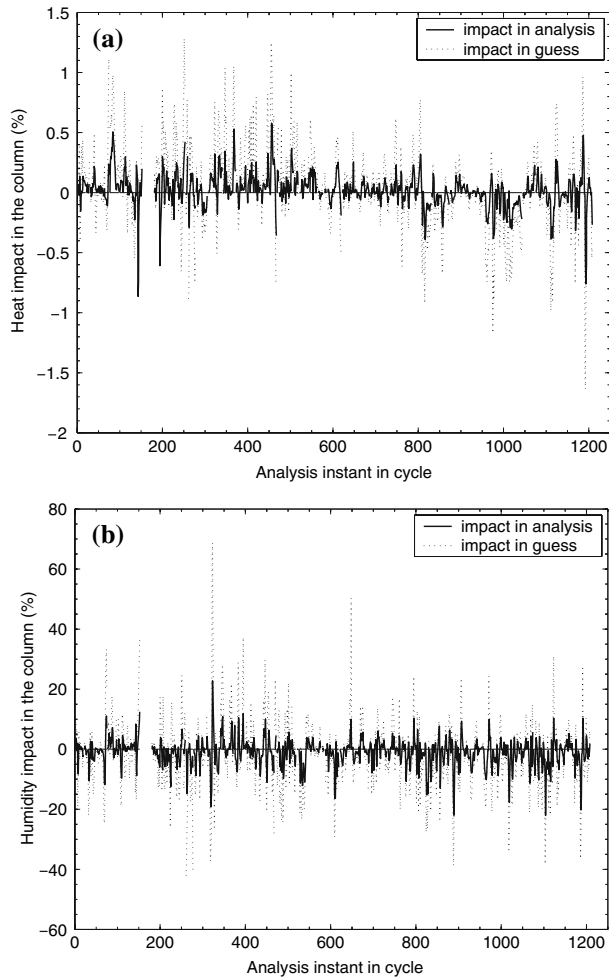 (a)
impact in analysis
impact in guess
Heat impact in the column (%)
1.5
1
0.5
0
−0.5
−1
−1.5
−2
0 200 400 600 800 1000 1200
Analysis instant in cycle
(b)
impact in analysis
impact in guess
Humidity impact in the column (%)
80
60
40
20
0
−20
−40
−60
0 200 400 600 800 1000 1200
Analysis instant in cycle